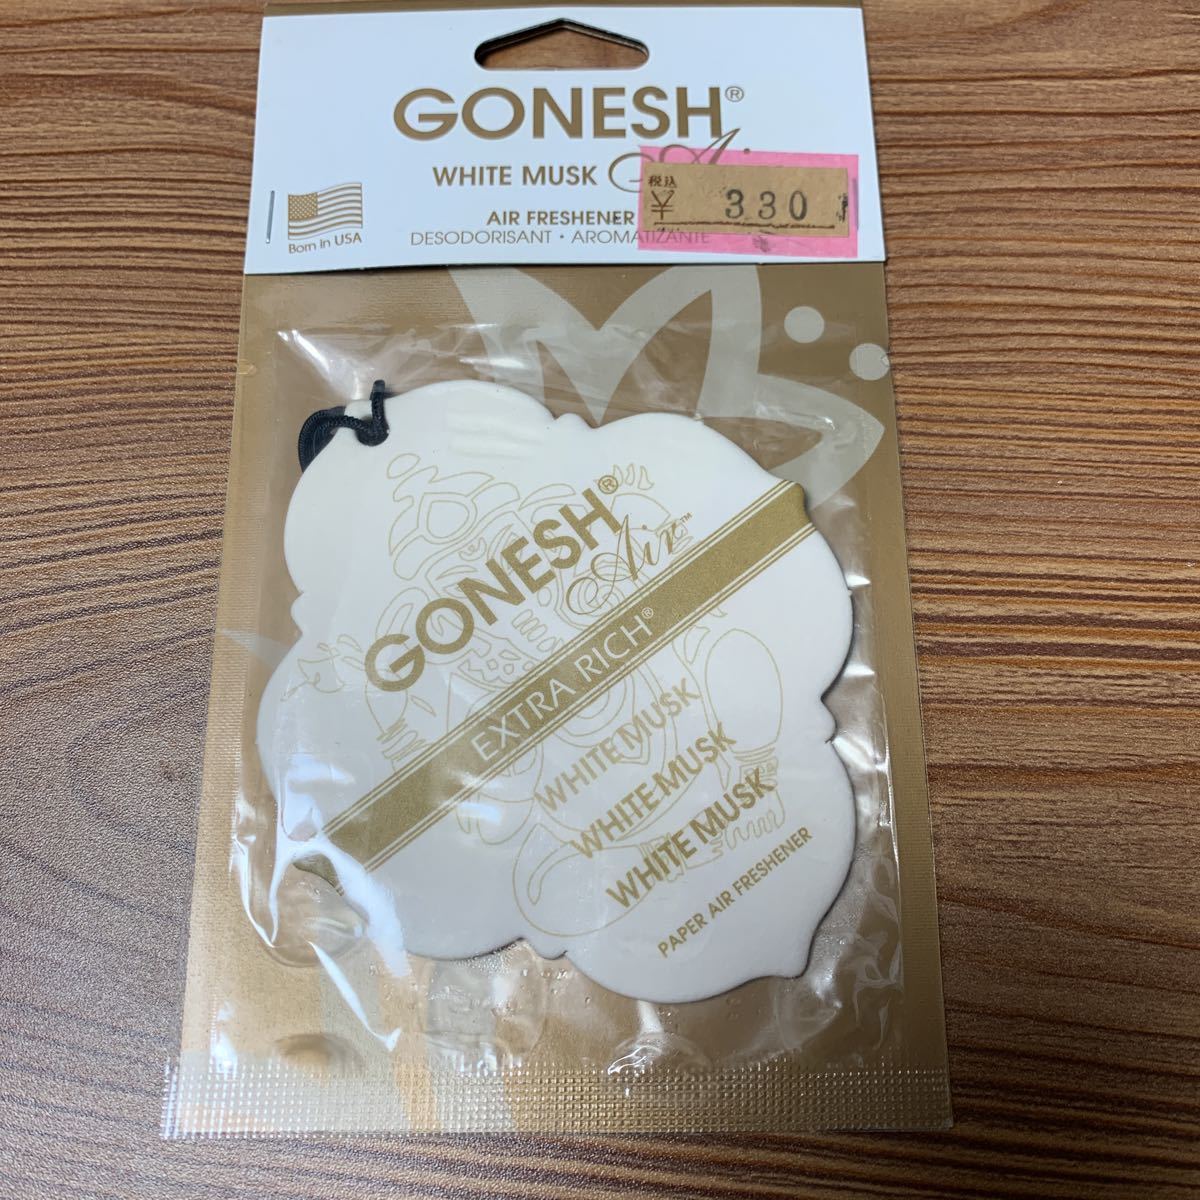 GONESH®
WHITE MUSK
税込
¥ 330
AIR FRESHENER
DESODORISANT • AROMATIZANTE
Born in USA
GONESH®
Air™
EXTRA RICH®
WHITE MUSK
WHITE MUSK
WHITE MUSK
PAPER AIR FRESHENER